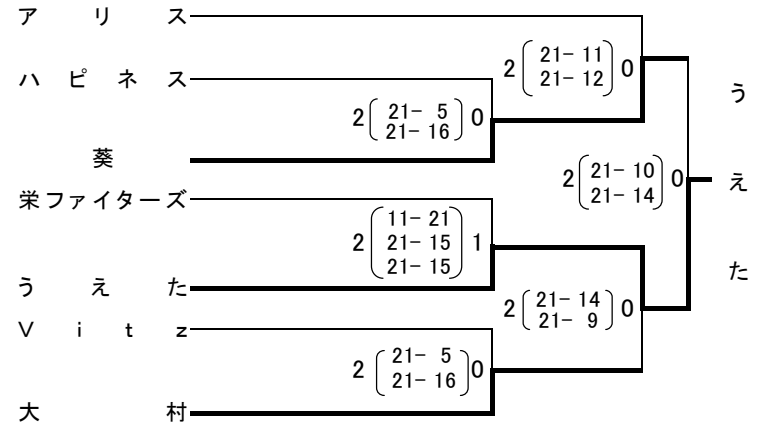 アリス
ハピネス
葵
栄ファイターズ
うえた
Vitz
大村
2 ( 21- 5 21- 16 ) 0
2 ( 11- 21 21- 15 21- 15 ) 1
2 ( 21- 5 21- 16 ) 0
2 ( 21- 11 21- 12 ) 0
2 ( 21- 14 21- 9 ) 0
2 ( 21- 10 21- 14 ) 0
うえた